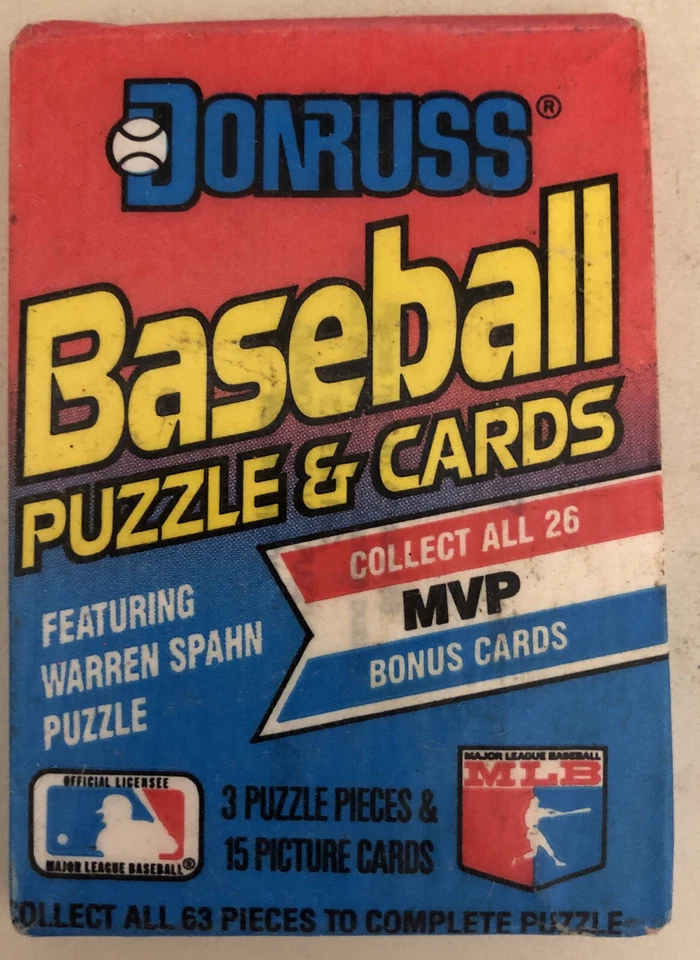 DONRUSS®
Baseball
PUZZLE & CARDS
COLLECT ALL 26
MVP
BONUS CARDS
FEATURING
WARREN SPAHN
PUZZLE
OFFICIAL LICENSEE
MAJOR LEAGUE BASEBALL®
3 PUZZLE PIECES &
15 PICTURE CARDS
MAJOR LEAGUE BASEBALL
MLB
COLLECT ALL 63 PIECES TO COMPLETE PUZZLE